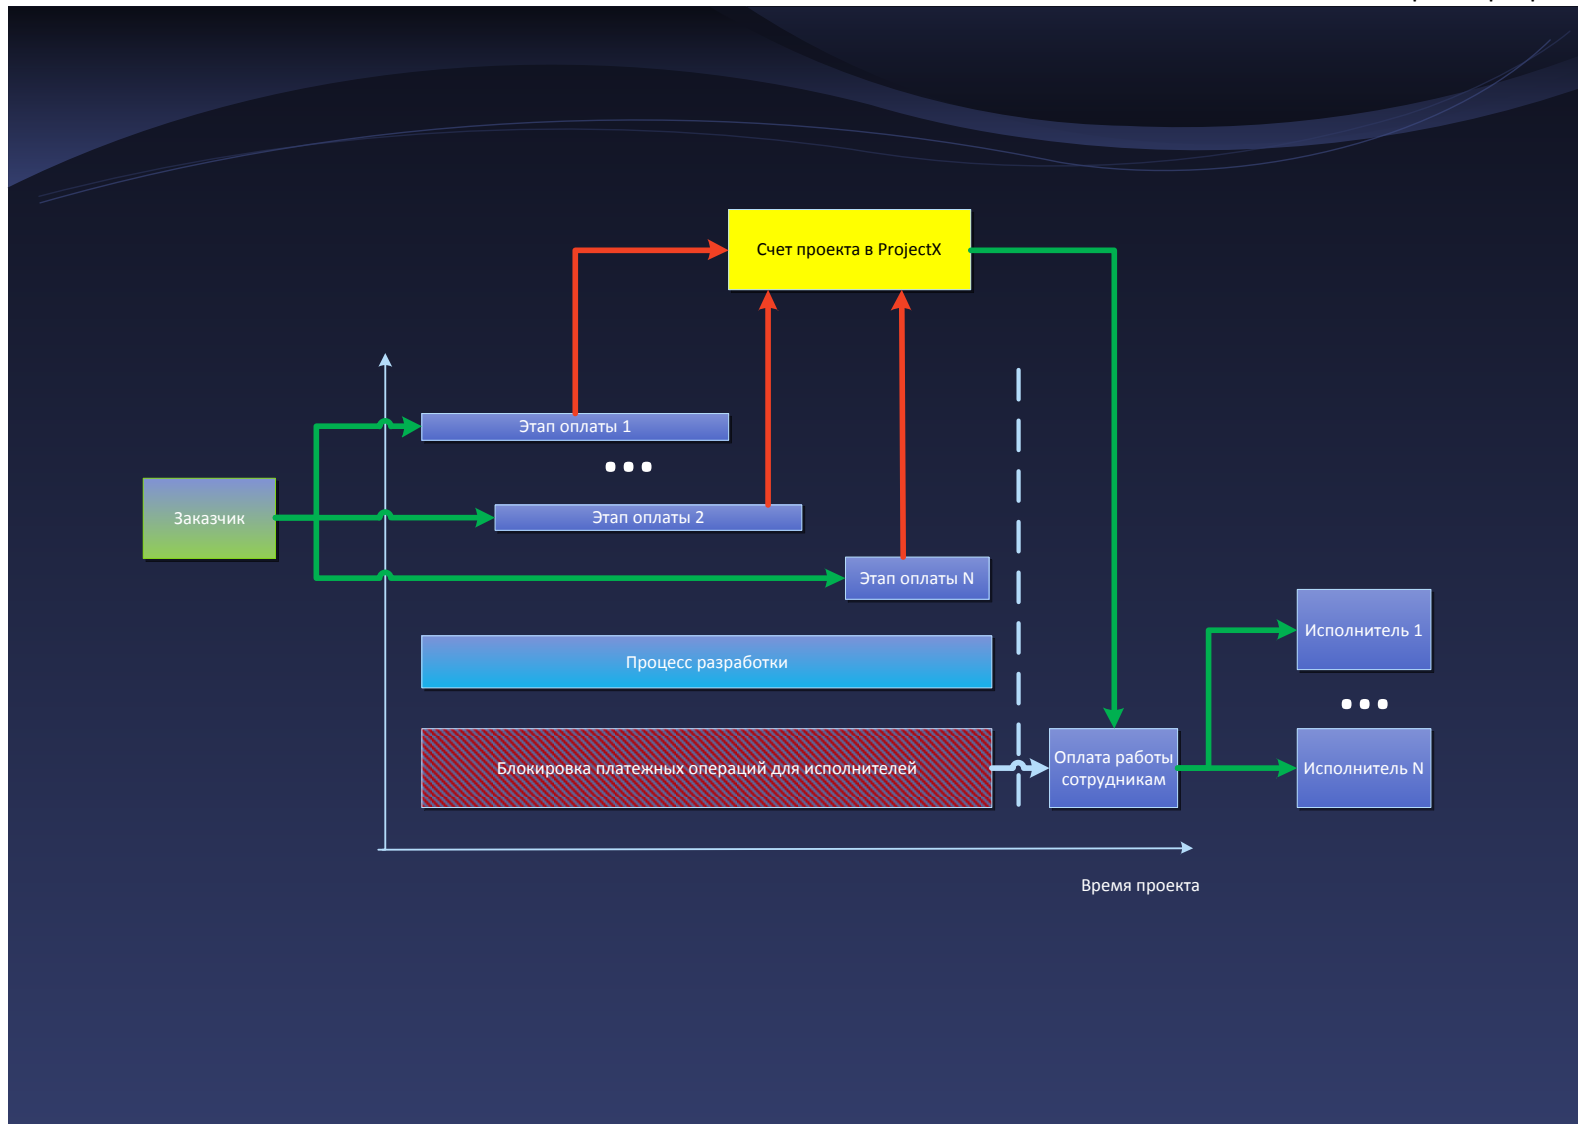 Счет проекта в ProjectX
Этап оплаты 1
...
Заказчик
Этап оплаты 2
Этап оплаты N
Исполнитель 1
Процесс разработки
...
Блокировка платежных операций для исполнителей
Оплата работы
сотрудникам
Исполнитель N
Время проекта